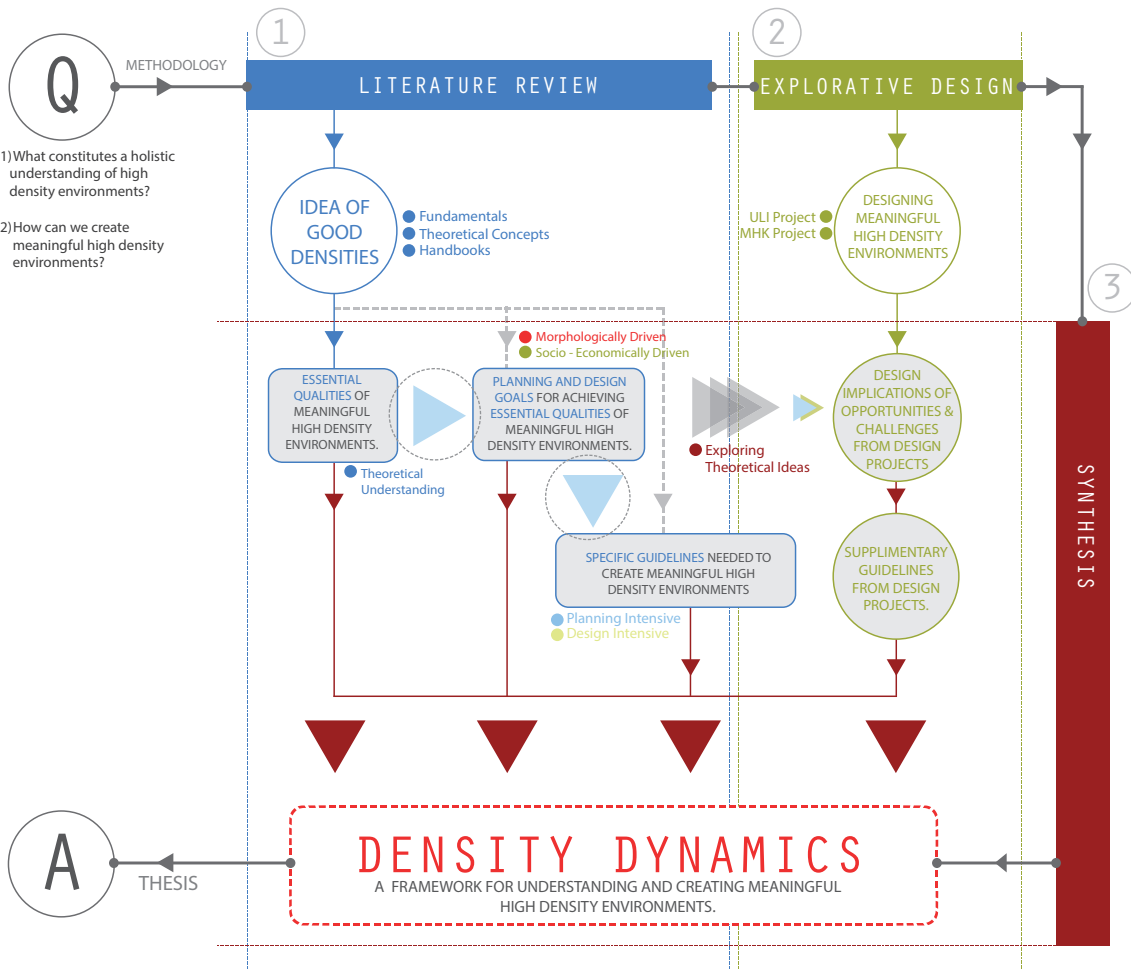 1
2
Q
METHODOLOGY
LITERATURE REVIEW
EXPLORATIVE DESIGN
1) What constitutes a holistic
understanding of high
density environments?
2) How can we create
meaningful high density
environments?
IDEA OF
GOOD
DENSITIES
Fundamentals
Theoretical Concepts
Handbooks
ULI Project
MHK Project
DESIGNING
MEANINGFUL
HIGH DENSITY
ENVIRONMENTS
3
Morphologically Driven
Socio - Economically Driven
ESSENTIAL
QUALITIES OF
MEANINGFUL
HIGH DENSITY
ENVIRONMENTS.
Theoretical
Understanding
PLANNING AND DESIGN
GOALS FOR ACHIEVING
ESSENTIAL QUALITIES OF
MEANINGFUL HIGH
DENSITY ENVIRONMENTS.
Exploring
Theoretical Ideas
DESIGN
IMPLICATIONS OF
OPPORTUNITIES &
CHALLENGES
FROM DESIGN
PROJECTS
SPECIFIC GUIDELINES NEEDED TO
CREATE MEANINGFUL HIGH
DENSITY ENVIRONMENTS
Planning Intensive
Design Intensive
SUPPLIMENTARY
GUIDELINES
FROM DESIGN
PROJECTS.
SYNTHESIS
A
THESIS
DENSITY DYNAMICS
A FRAMEWORK FOR UNDERSTANDING AND CREATING MEANINGFUL
HIGH DENSITY ENVIRONMENTS.